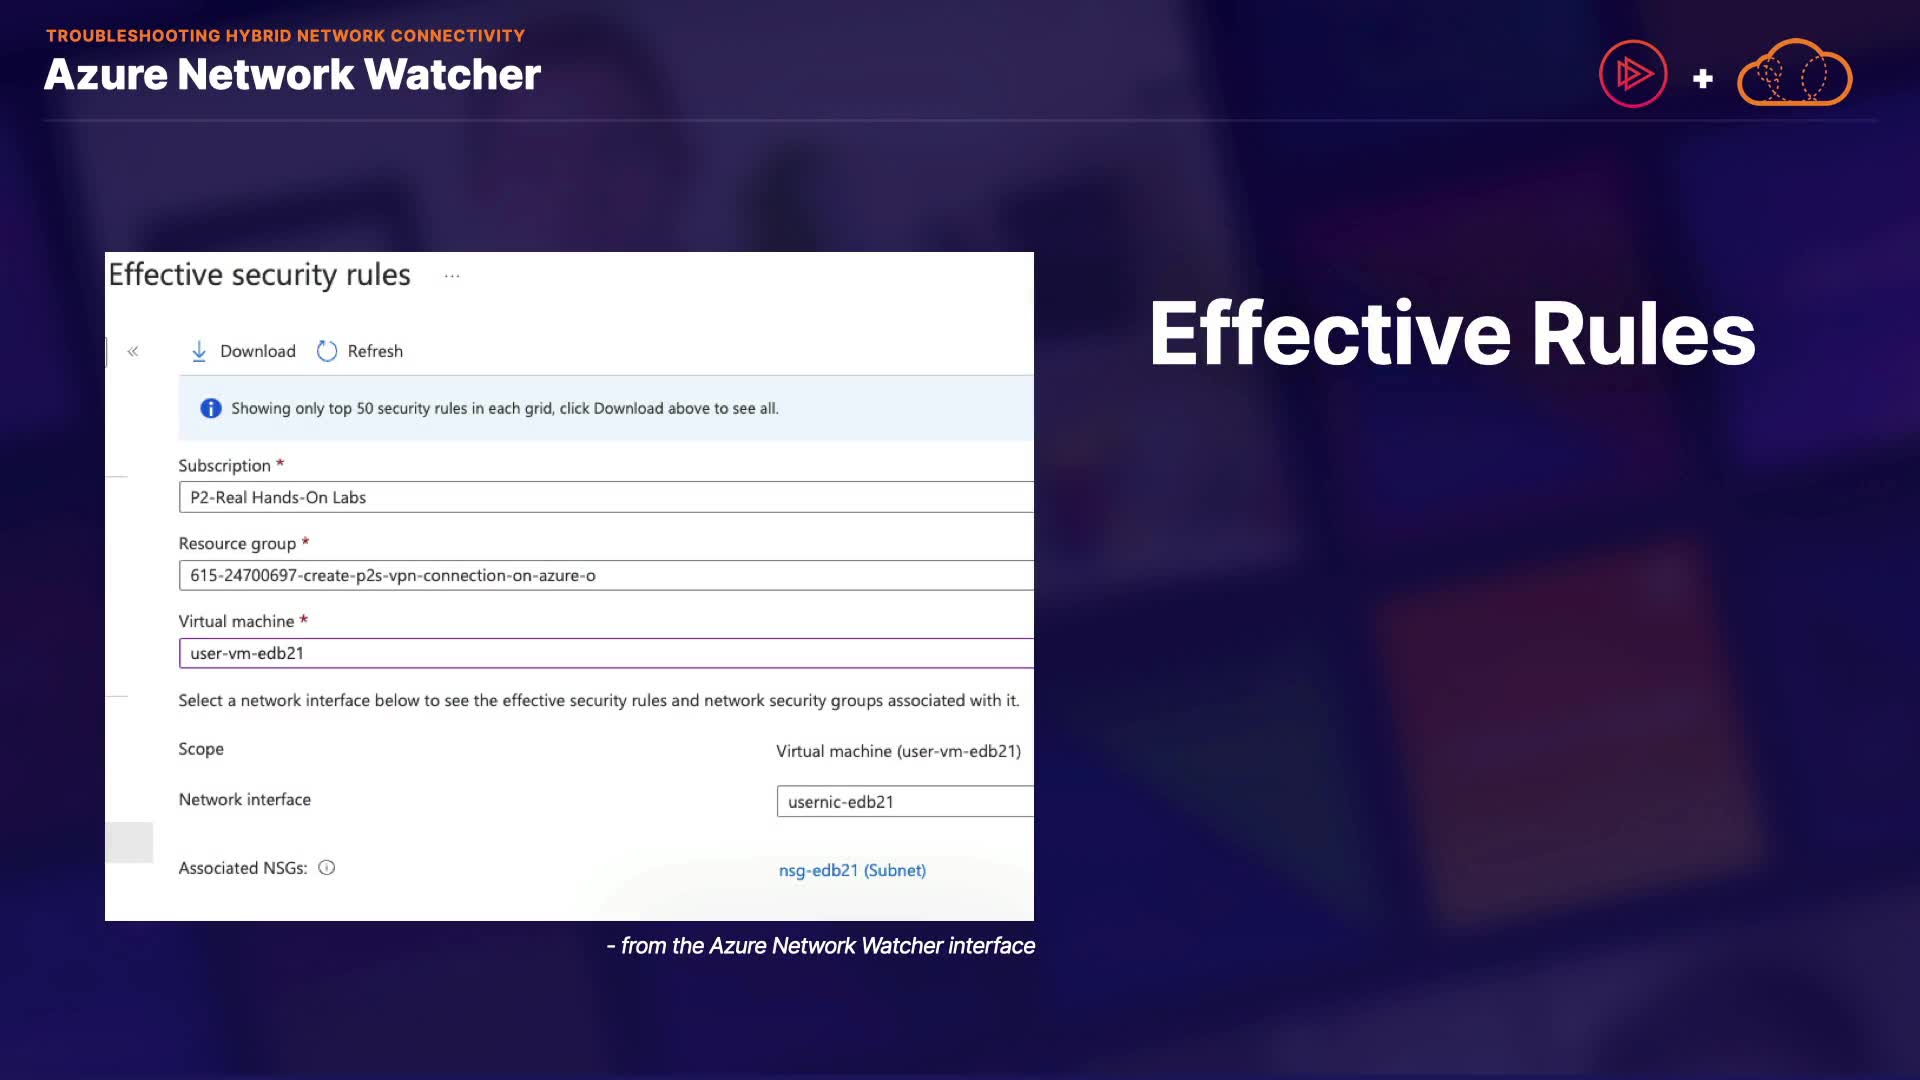 TROUBLESHOOTING HYBRID NETWORK CONNECTIVITY
Azure Network Watcher
+
Effective security rules ...
« Download Refresh
Showing only top 50 security rules in each grid, click Download above to see all.
Subscription *
P2-Real Hands-On Labs
Resource group *
615-24700697-create-p2s-vpn-connection-on-azure-o
Virtual machine *
user-vm-edb21
Select a network interface below to see the effective security rules and network security groups associated with it.
Scope Virtual machine (user-vm-edb21)
Network interface usernic-edb21
Associated NSGs: nsg-edb21 (Subnet)
- from the Azure Network Watcher interface
Effective Rules